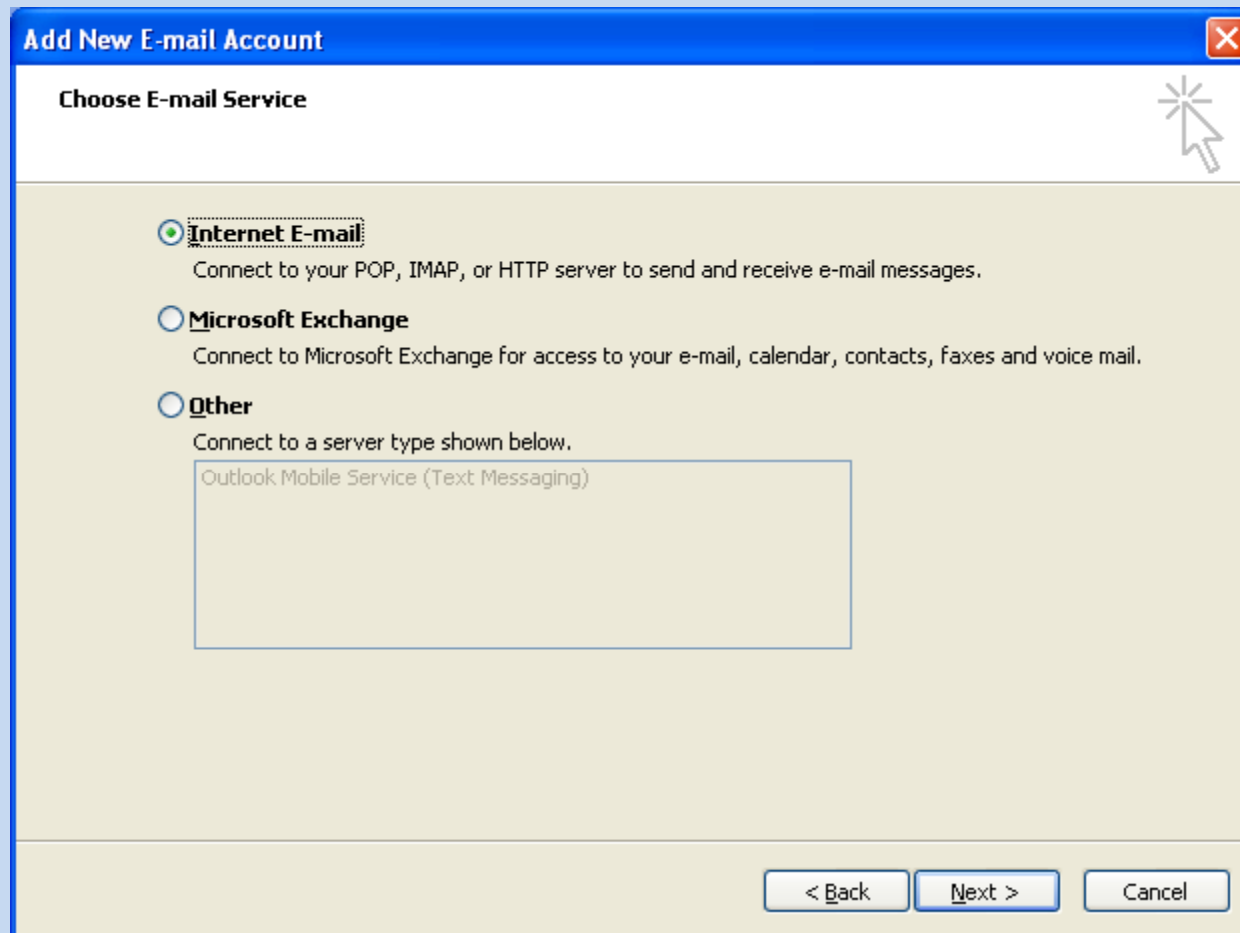 Add New E-mail Account
Choose E-mail Service
Internet E-mail
Connect to your POP, IMAP, or HTTP server to send and receive e-mail messages.
Microsoft Exchange
Connect to Microsoft Exchange for access to your e-mail, calendar, contacts, faxes and voice mail.
Other
Connect to a server type shown below.
Outlook Mobile Service (Text Messaging)
< Back Next > Cancel